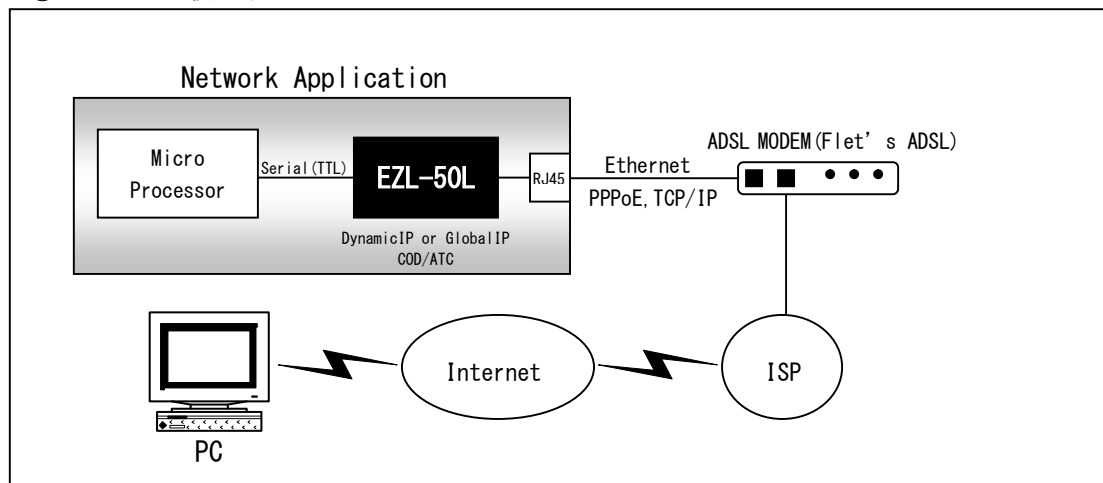 Network Application
Micro
Processor
Serial(TTL)
EZL-50L
RJ45
DynamicIP or GlobalIP
COD/ATC
Ethernet
PPPoE,TCP/IP
ADSL MODEM(Flet's ADSL)
Internet
ISP
PC